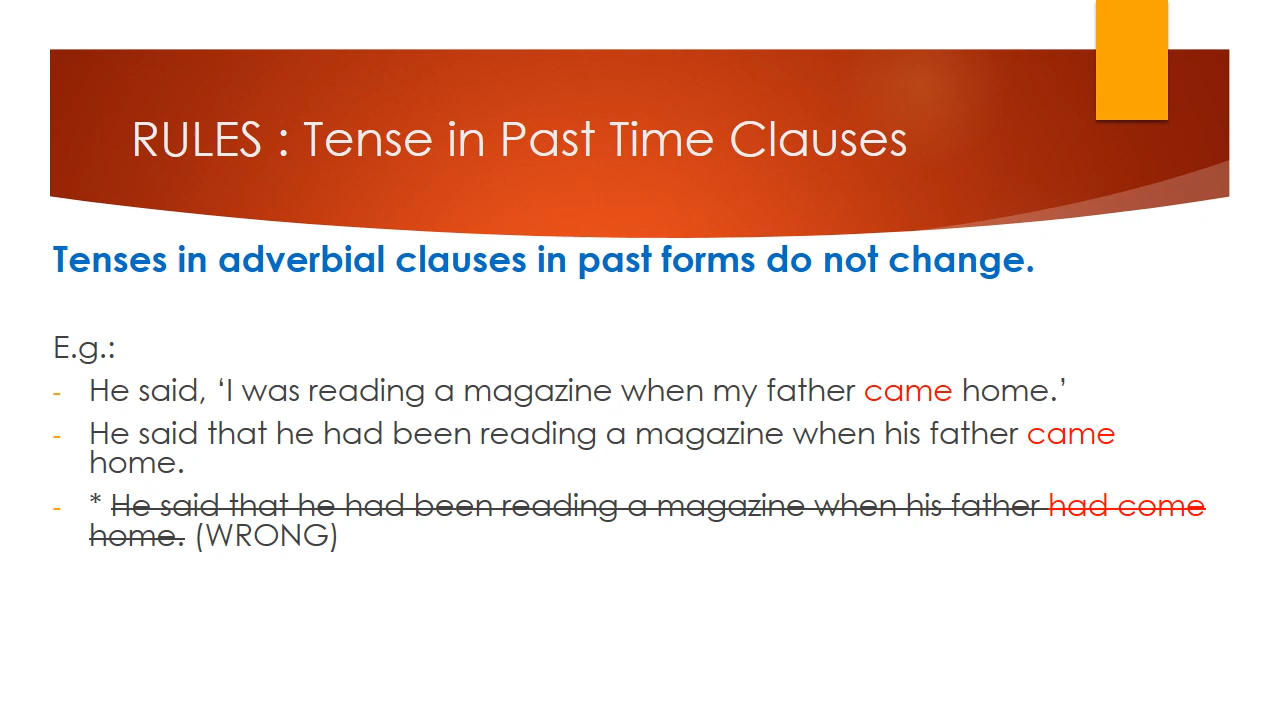 RULES : Tense in Past Time Clauses
Tenses in adverbial clauses in past forms do not change.
E.g.:
- He said, ‘I was reading a magazine when my father came home.’
- He said that he had been reading a magazine when his father came
home.
- * He said that he had been reading a magazine when his father had come
home. (WRONG)